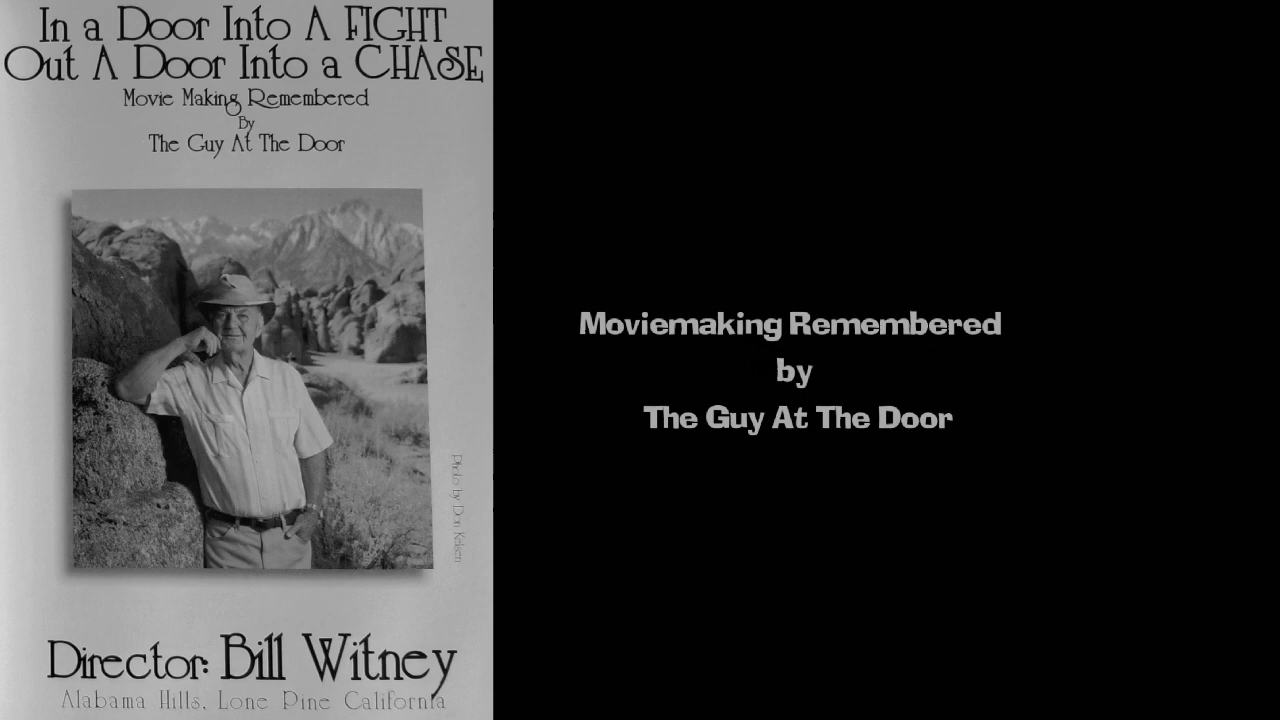 In a Door Into A FIGHT
Out A Door Into a CHASE
Movie Making Remembered
By
The Guy At The Door
Photo by Don Kelsen
Director: Bill Witney
Alabama Hills, Lone Pine California
Moviemaking Remembered
by
The Guy At The Door